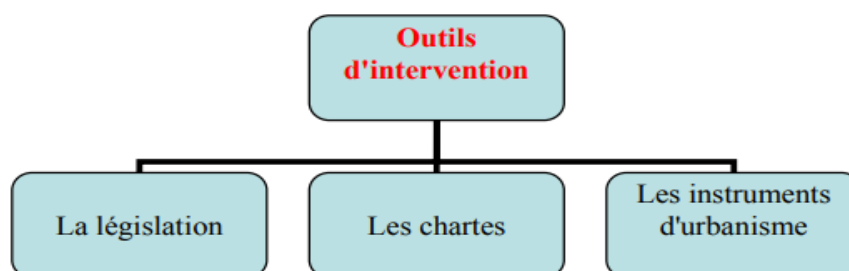 Outils
d'intervention
La législation
Les chartes
Les instruments
d'urbanisme